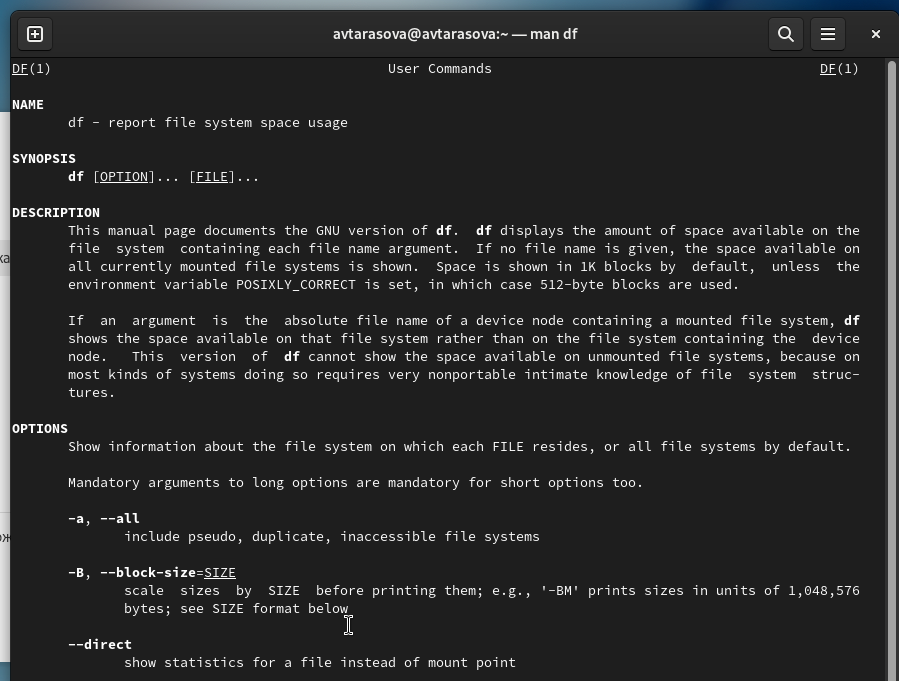 avtarasova@avtarasova:~ — man df
DF(1) User Commands DF(1)
NAME
df - report file system space usage
SYNOPSIS
df [OPTION]... [FILE]...
DESCRIPTION
This manual page documents the GNU version of df. df displays the amount of space available on the
file system containing each file name argument. If no file name is given, the space available on
all currently mounted file systems is shown. Space is shown in 1K blocks by default, unless the
environment variable POSIXLY_CORRECT is set, in which case 512-byte blocks are used.
If an argument is the absolute file name of a device node containing a mounted file system, df
shows the space available on that file system rather than on the file system containing the device
node. This version of df cannot show the space available on unmounted file systems, because on
most kinds of systems doing so requires very nonportable intimate knowledge of file system struc-
tures.
OPTIONS
Show information about the file system on which each FILE resides, or all file systems by default.
Mandatory arguments to long options are mandatory for short options too.
-a, --all
include pseudo, duplicate, inaccessible file systems
-B, --block-size=SIZE
scale sizes by SIZE before printing them; e.g., '-BM' prints sizes in units of 1,048,576
bytes; see SIZE format below
--direct
show statistics for a file instead of mount point